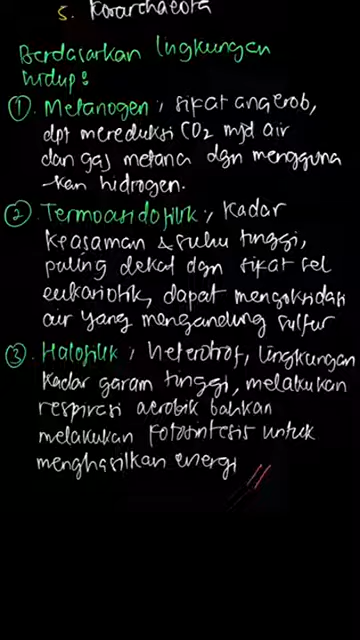 5. Korarchaeota
Berdasarkan lingkungan
hidup:
① Metanogen; sifat anaerob,
dpt mereduksi CO2 mjd air
dan gas metana dgn mengguna
-kan hidrogen.
② Termoasidofilik; kadar
keasaman & suhu tinggi,
paling dekat dgn sifat sel
eukariotik, dapat mengoksidasi
air yang mengandung sulfur
③ Halofilik; heterotrof, lingkungan
kadar garam tinggi, melakukan
respirasi aerobik bahkan
melakukan fotosintesis untuk
menghasilkan energi